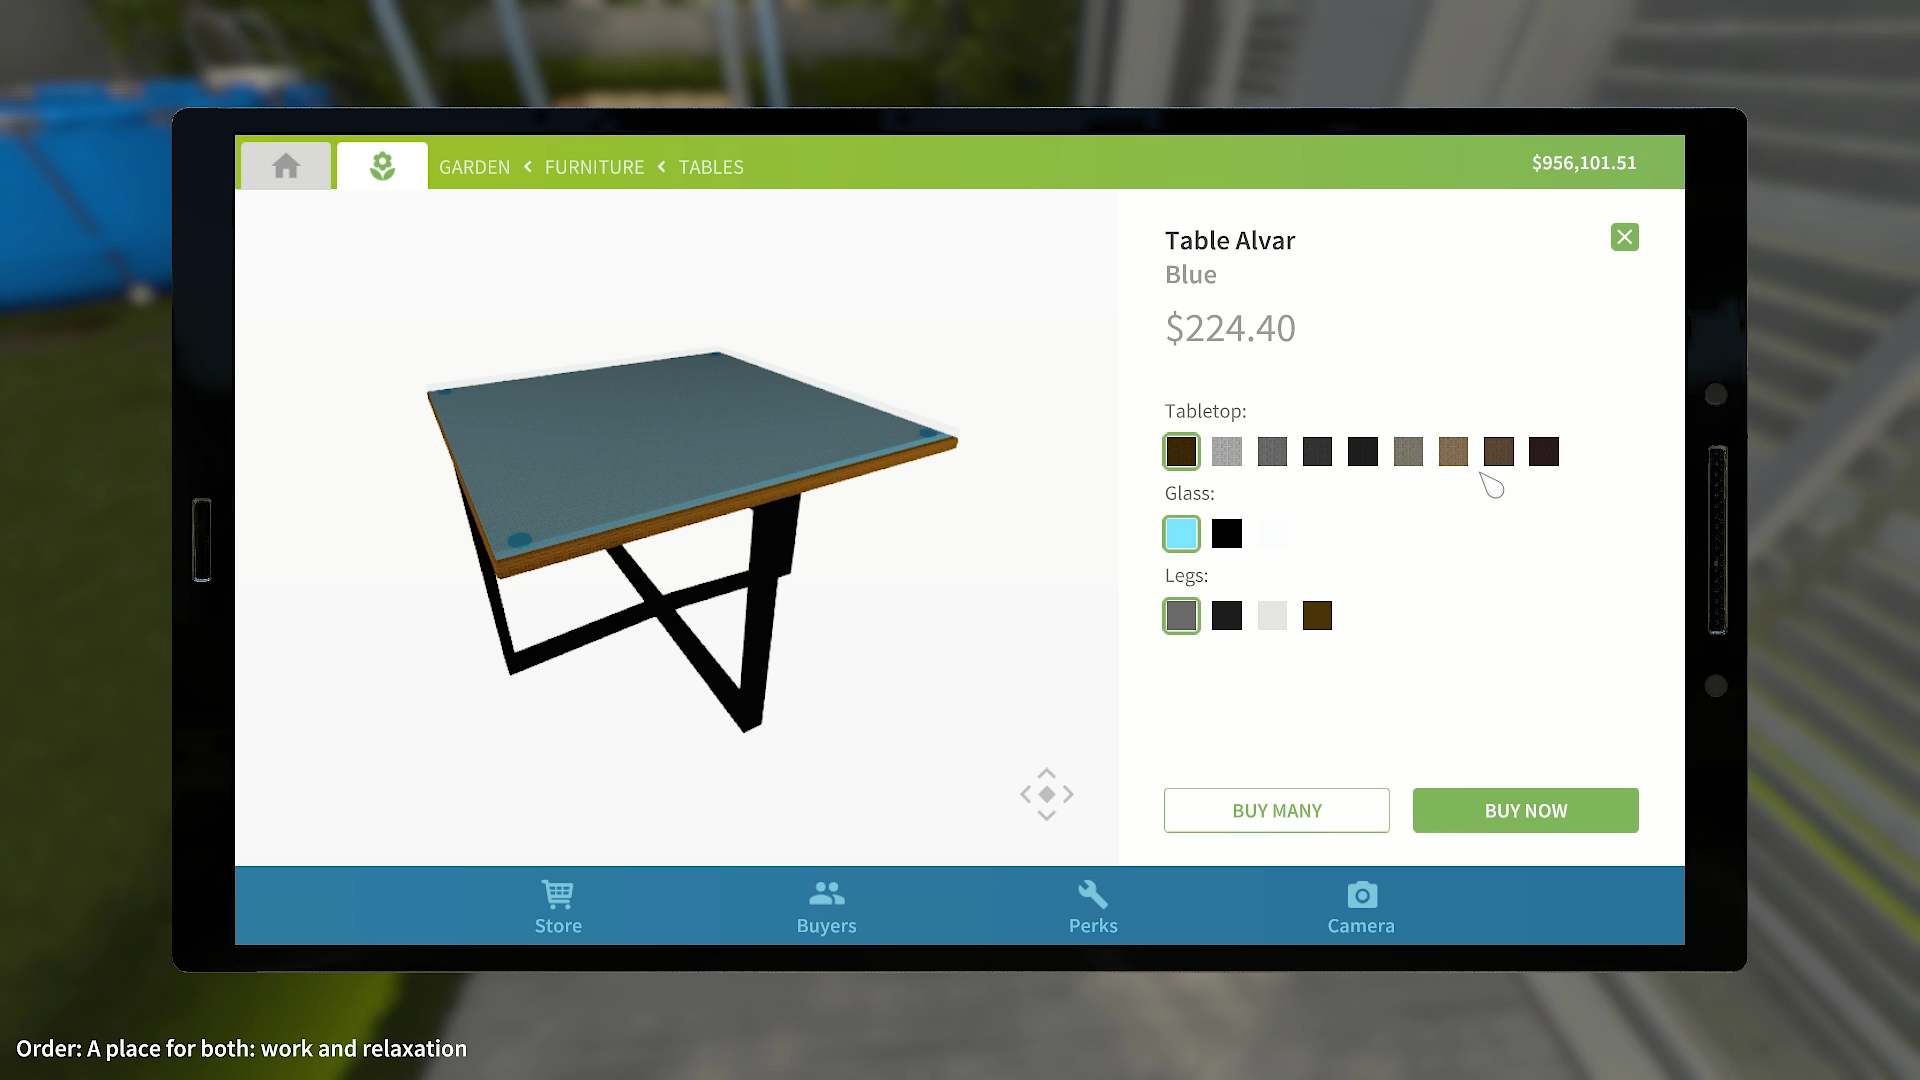 GARDEN < FURNITURE < TABLES
$956,101.51
Table Alvar
Blue
$224.40
Tabletop:
Glass:
Legs:
BUY MANY
BUY NOW
Store
Buyers
Perks
Camera
Order: A place for both: work and relaxation